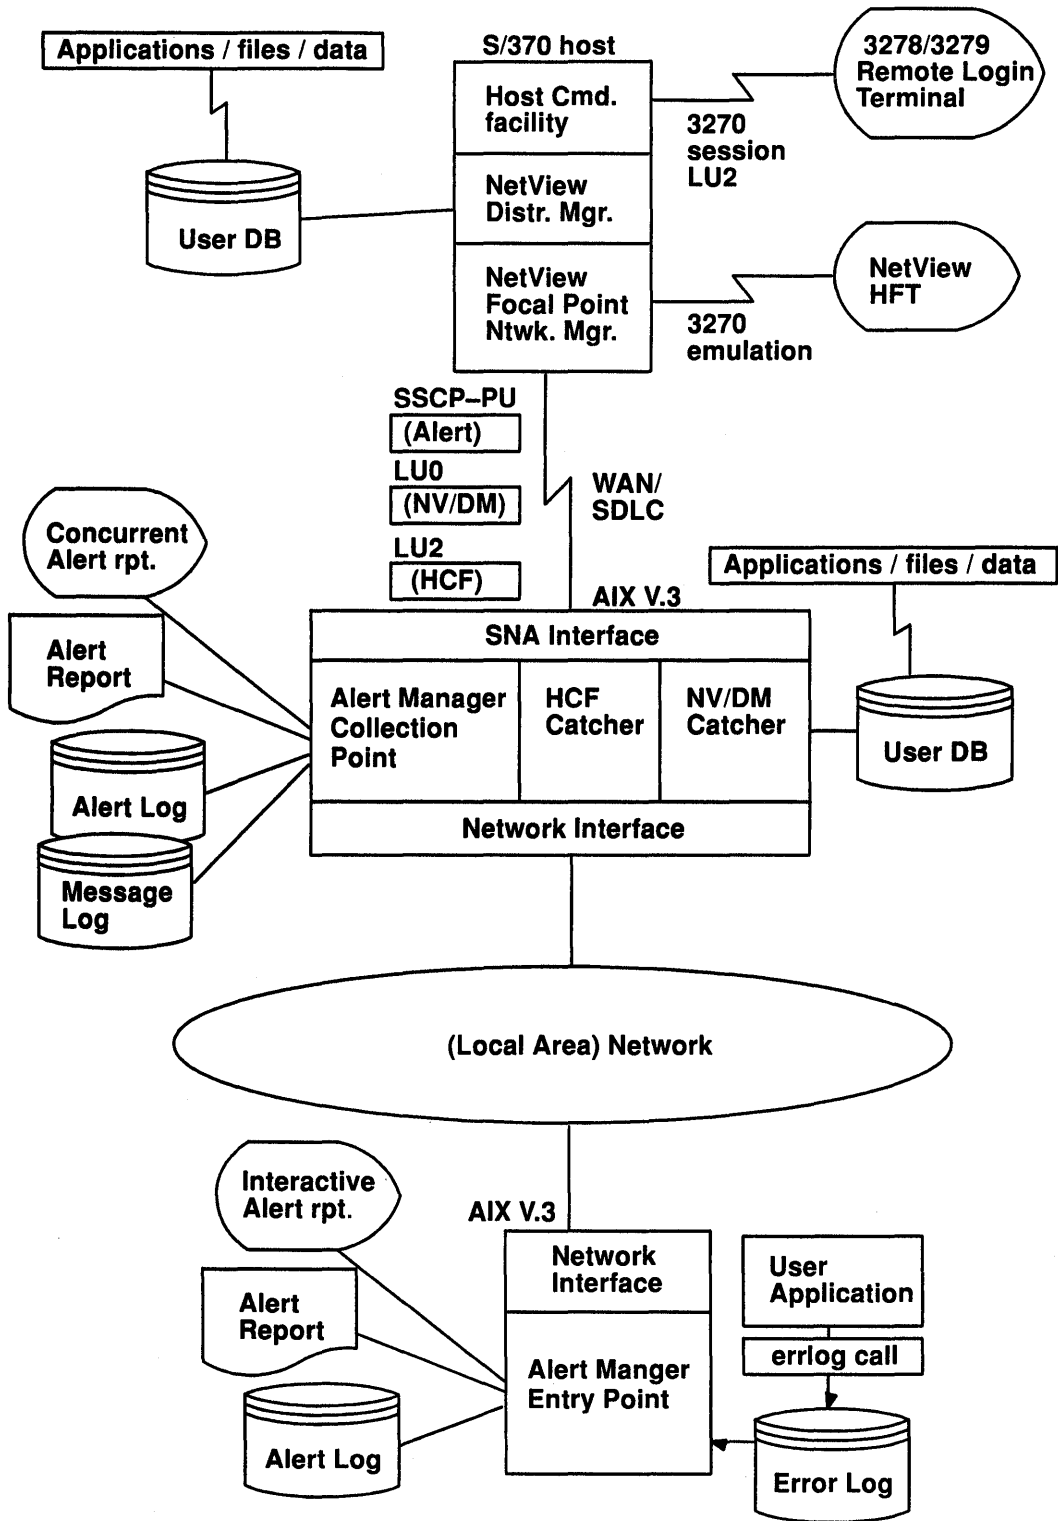 Applications / files / data
S/370 host
3278/3279
Remote Login
Terminal
Host Cmd.
facility
3270
session
LU2
NetView
Distr. Mgr.
User DB
NetView
Focal Point
Ntwk. Mgr.
NetView
HFT
3270
emulation
SSCP–PU
(Alert)
LU0
(NV/DM)
LU2
(HCF)
WAN/
SDLC
Concurrent
Alert rpt.
Applications / files / data
AIX V.3
SNA Interface
Alert
Report
Alert Manager
Collection
Point
HCF
Catcher
NV/DM
Catcher
User DB
Alert Log
Network Interface
Message
Log
(Local Area) Network
Interactive
Alert rpt.
AIX V.3
Network
Interface
User
Application
Alert
Report
errlog call
Alert Manger
Entry Point
Alert Log
Error Log